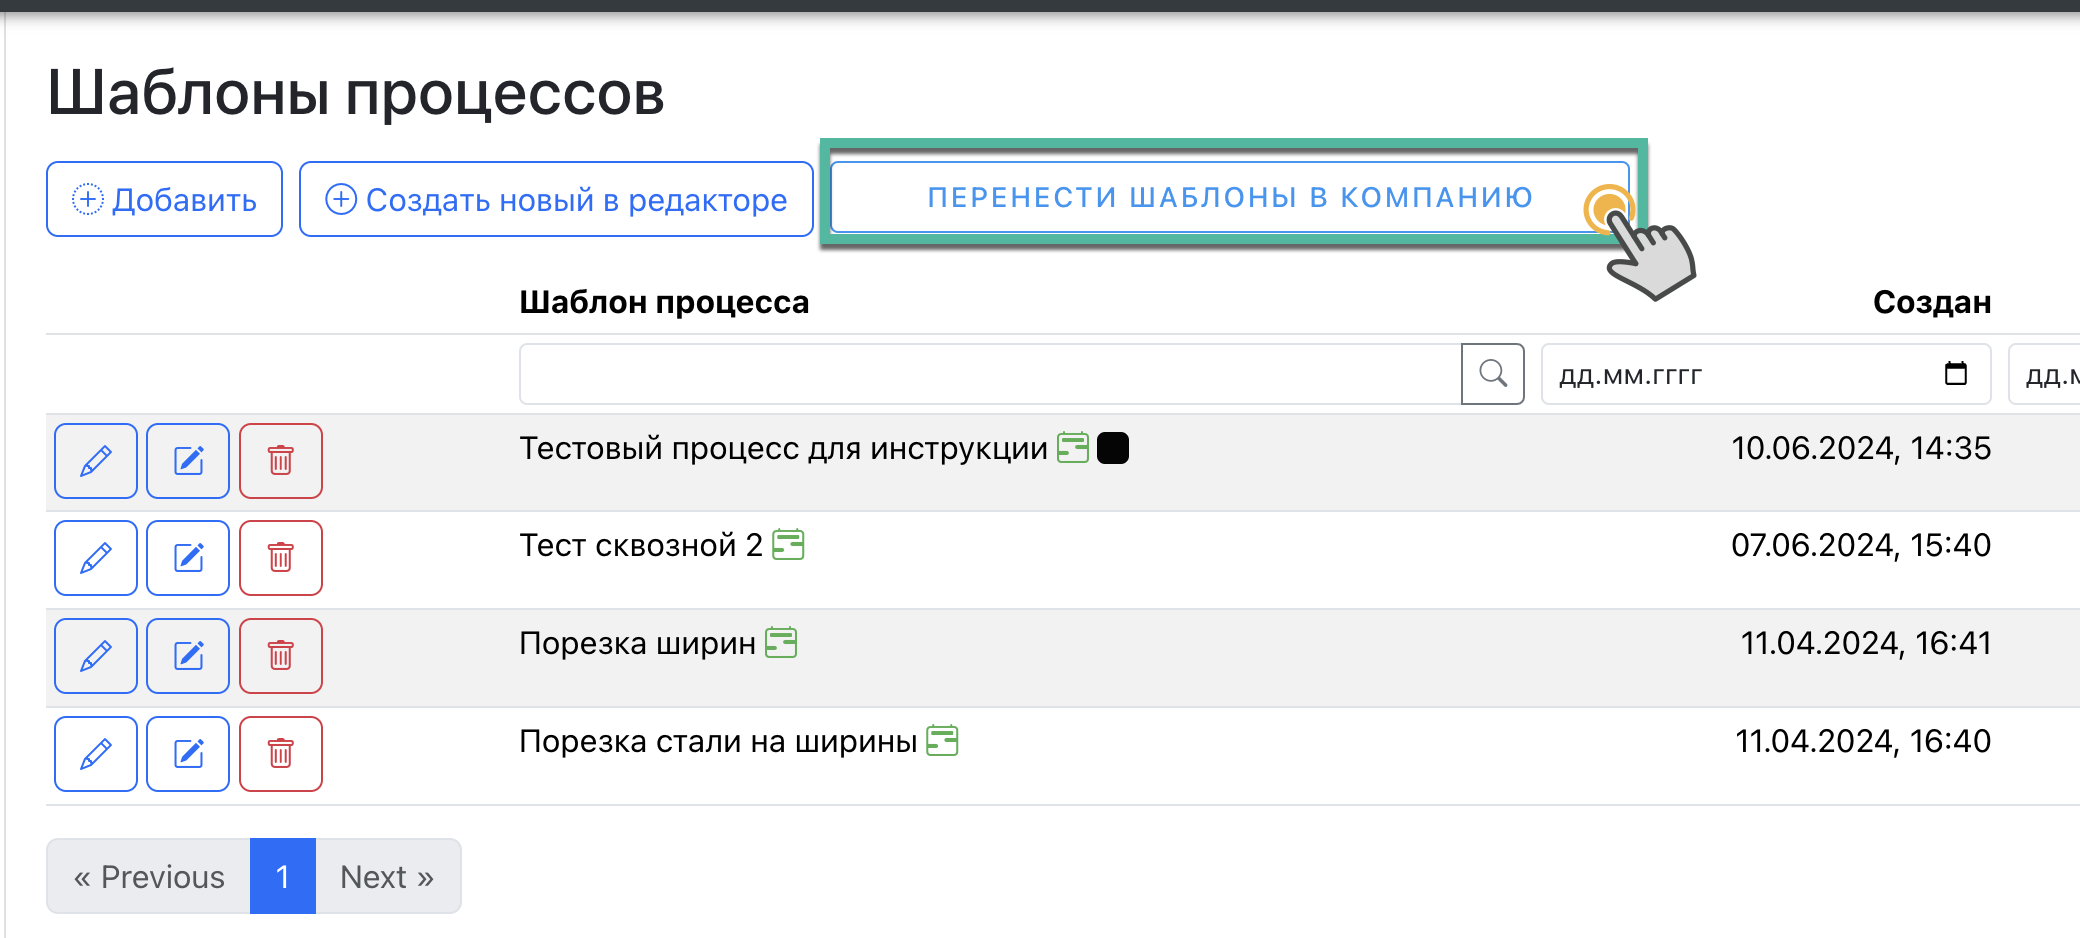 Шаблоны процессов
Добавить Создать новый в редакторе ПЕРЕНЕСТИ ШАБЛОНЫ В КОМПАНИЮ
Шаблон процесса Создан
дд.мм.гггг дд.м
Тестовый процесс для инструкции 10.06.2024, 14:35
Тест сквозной 2 07.06.2024, 15:40
Порезка ширин 11.04.2024, 16:41
Порезка стали на ширины 11.04.2024, 16:40
« Previous 1 Next »